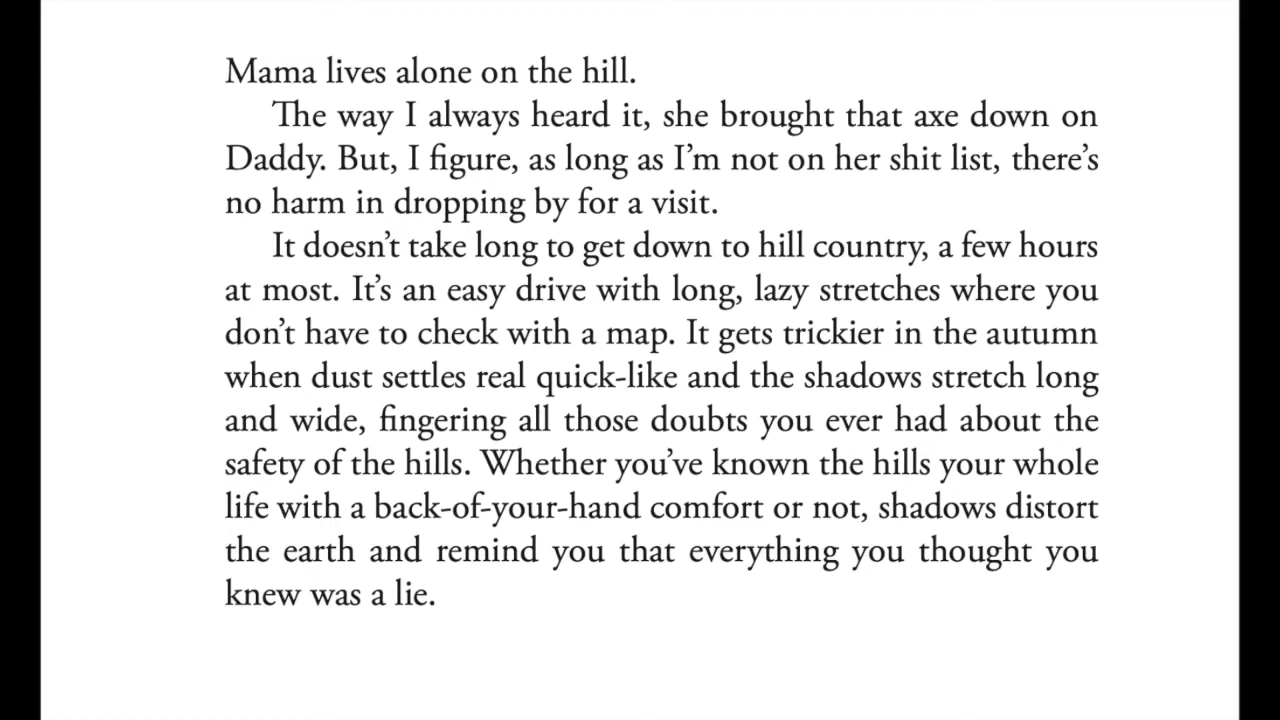 Mama lives alone on the hill.
The way I always heard it, she brought that axe down on
Daddy. But, I figure, as long as I’m not on her shit list, there’s
no harm in dropping by for a visit.
It doesn’t take long to get down to hill country, a few hours
at most. It’s an easy drive with long, lazy stretches where you
don’t have to check with a map. It gets trickier in the autumn
when dust settles real quick-like and the shadows stretch long
and wide, fingering all those doubts you ever had about the
safety of the hills. Whether you’ve known the hills your whole
life with a back-of-your-hand comfort or not, shadows distort
the earth and remind you that everything you thought you
knew was a lie.